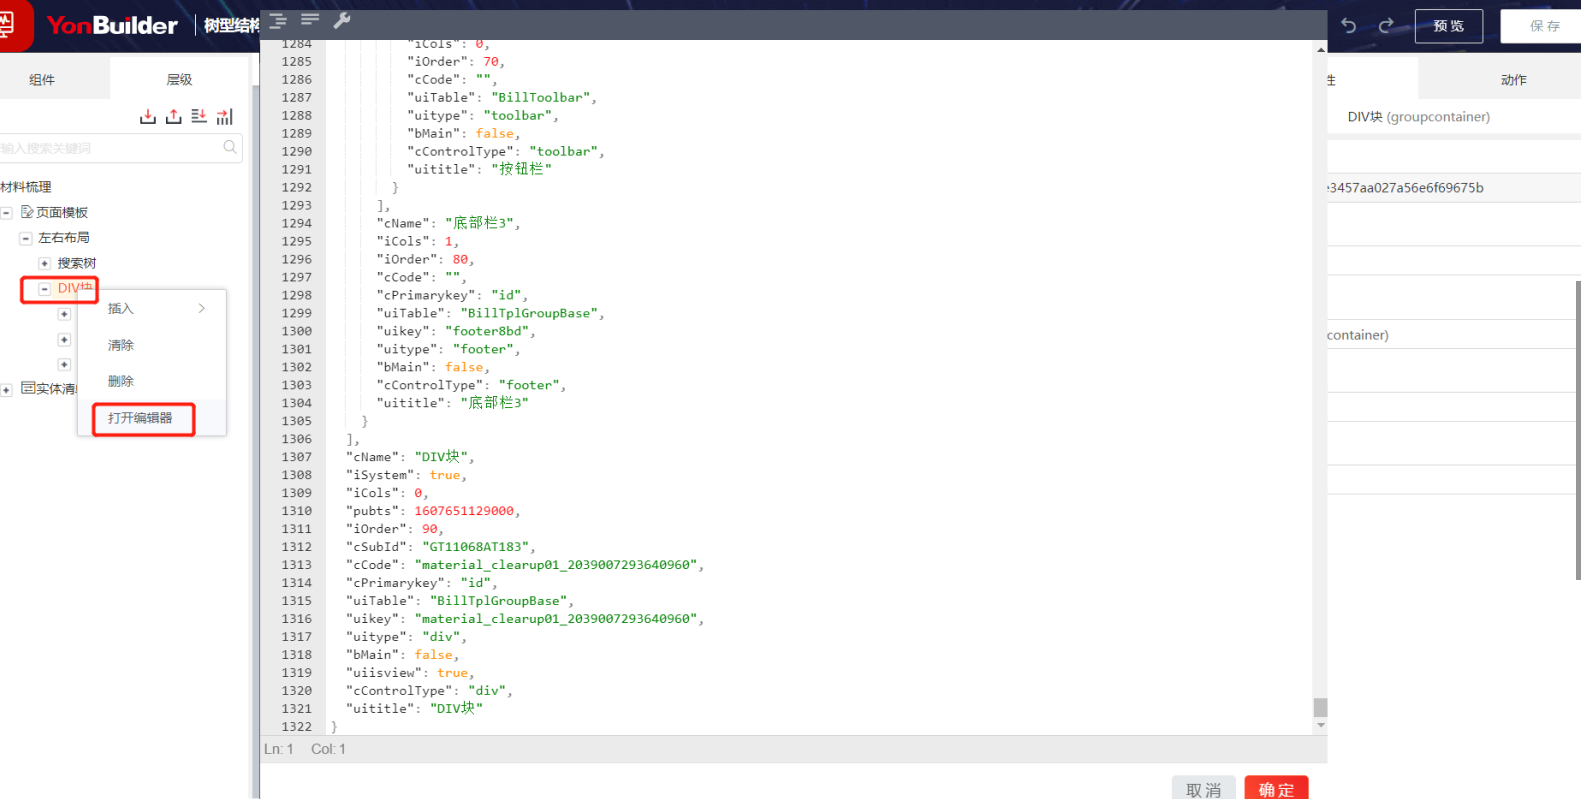 YonBuilder 树型结构
预览
保存
组件
层级
输入搜索关键词
材料梳理
页面模板
左右布局
搜索树
DIV块
实体清
插入
清除
删除
打开编辑器
1284 "iCols": 0,
1285 "iOrder": 70,
1286 "cCode": "",
1287 "uiTable": "BillToolbar",
1288 "uitype": "toolbar",
1289 "bMain": false,
1290 "cControlType": "toolbar",
1291 "uititle": "按钮栏"
1292 }
1293 ],
1294 "cName": "底部栏3",
1295 "iCols": 1,
1296 "iOrder": 80,
1297 "cCode": "",
1298 "cPrimarykey": "id",
1299 "uiTable": "BillTplGroupBase",
1300 "uikey": "footer8bd",
1301 "uitype": "footer",
1302 "bMain": false,
1303 "cControlType": "footer",
1304 "uititle": "底部栏3"
1305 }
1306 ],
1307 "cName": "DIV块",
1308 "iSystem": true,
1309 "iCols": 0,
1310 "pubts": 1607651129000,
1311 "iOrder": 90,
1312 "cSubId": "GT11068AT183",
1313 "cCode": "material_clearup01_2039007293640960",
1314 "cPrimarykey": "id",
1315 "uiTable": "BillTplGroupBase",
1316 "uikey": "material_clearup01_2039007293640960",
1317 "uitype": "div",
1318 "bMain": false,
1319 "uiisview": true,
1320 "cControlType": "div",
1321 "uititle": "DIV块"
1322 }
Ln: 1 Col: 1
取消
确定
性
动作
DIV块 (groupcontainer)
e3457aa027a56e6f69675b
container)